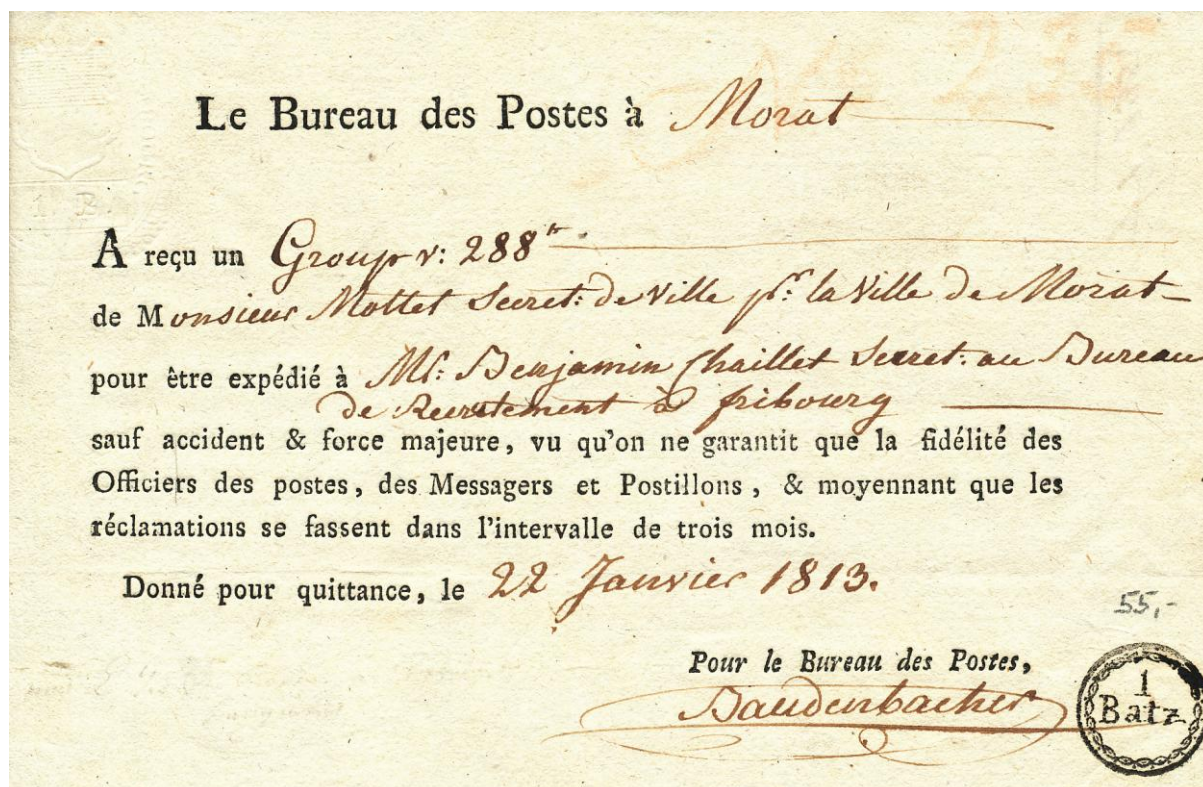 Le Bureau des Postes à Morat
A reçu un Group v: 288 tt.
de Monsieur Mottet Secret: de Ville pr. la Ville de Morat
pour être expédié à Mr: Benjamin Chaillet Secret: au Bureau
de Recrutement à fribourg
sauf accident & force majeure, vu qu'on ne garantit que la fidélité des
Officiers des postes, des Messagers et Postillons, & moyennant que les
réclamations se fassent dans l'intervalle de trois mois.
Donné pour quittance, le 22 Janvier 1813.
55,-
Pour le Bureau des Postes,
Baudenbacher
1
Batz